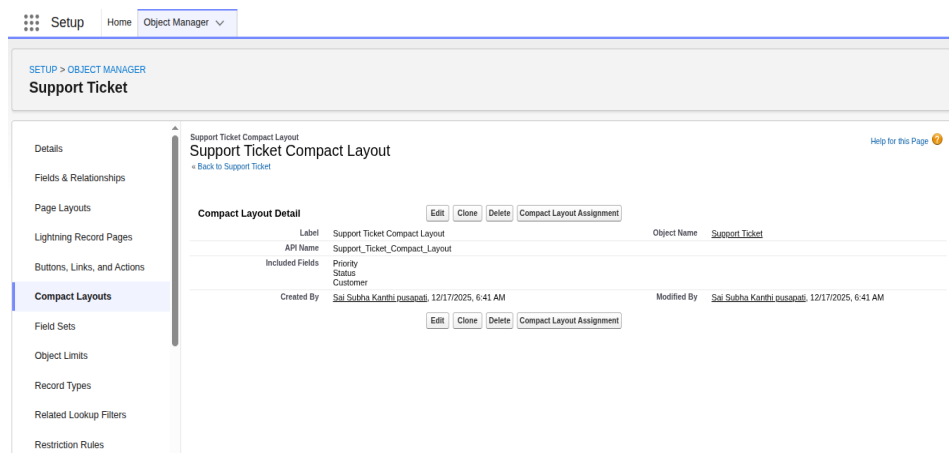 Setup Home Object Manager
SETUP > OBJECT MANAGER
Support Ticket
Details
Fields & Relationships
Page Layouts
Lightning Record Pages
Buttons, Links, and Actions
Compact Layouts
Field Sets
Object Limits
Record Types
Related Lookup Filters
Restriction Rules
Support Ticket Compact Layout
Support Ticket Compact Layout
« Back to Support Ticket
Help for this Page ?
Compact Layout Detail Edit Clone Delete Compact Layout Assignment
Label Support Ticket Compact Layout Object Name Support Ticket
API Name Support_Ticket_Compact_Layout
Included Fields Priority
Status
Customer
Created By Sai Subha Kanthi pusapati, 12/17/2025, 6:41 AM Modified By Sai Subha Kanthi pusapati, 12/17/2025, 6:41 AM
Edit Clone Delete Compact Layout Assignment